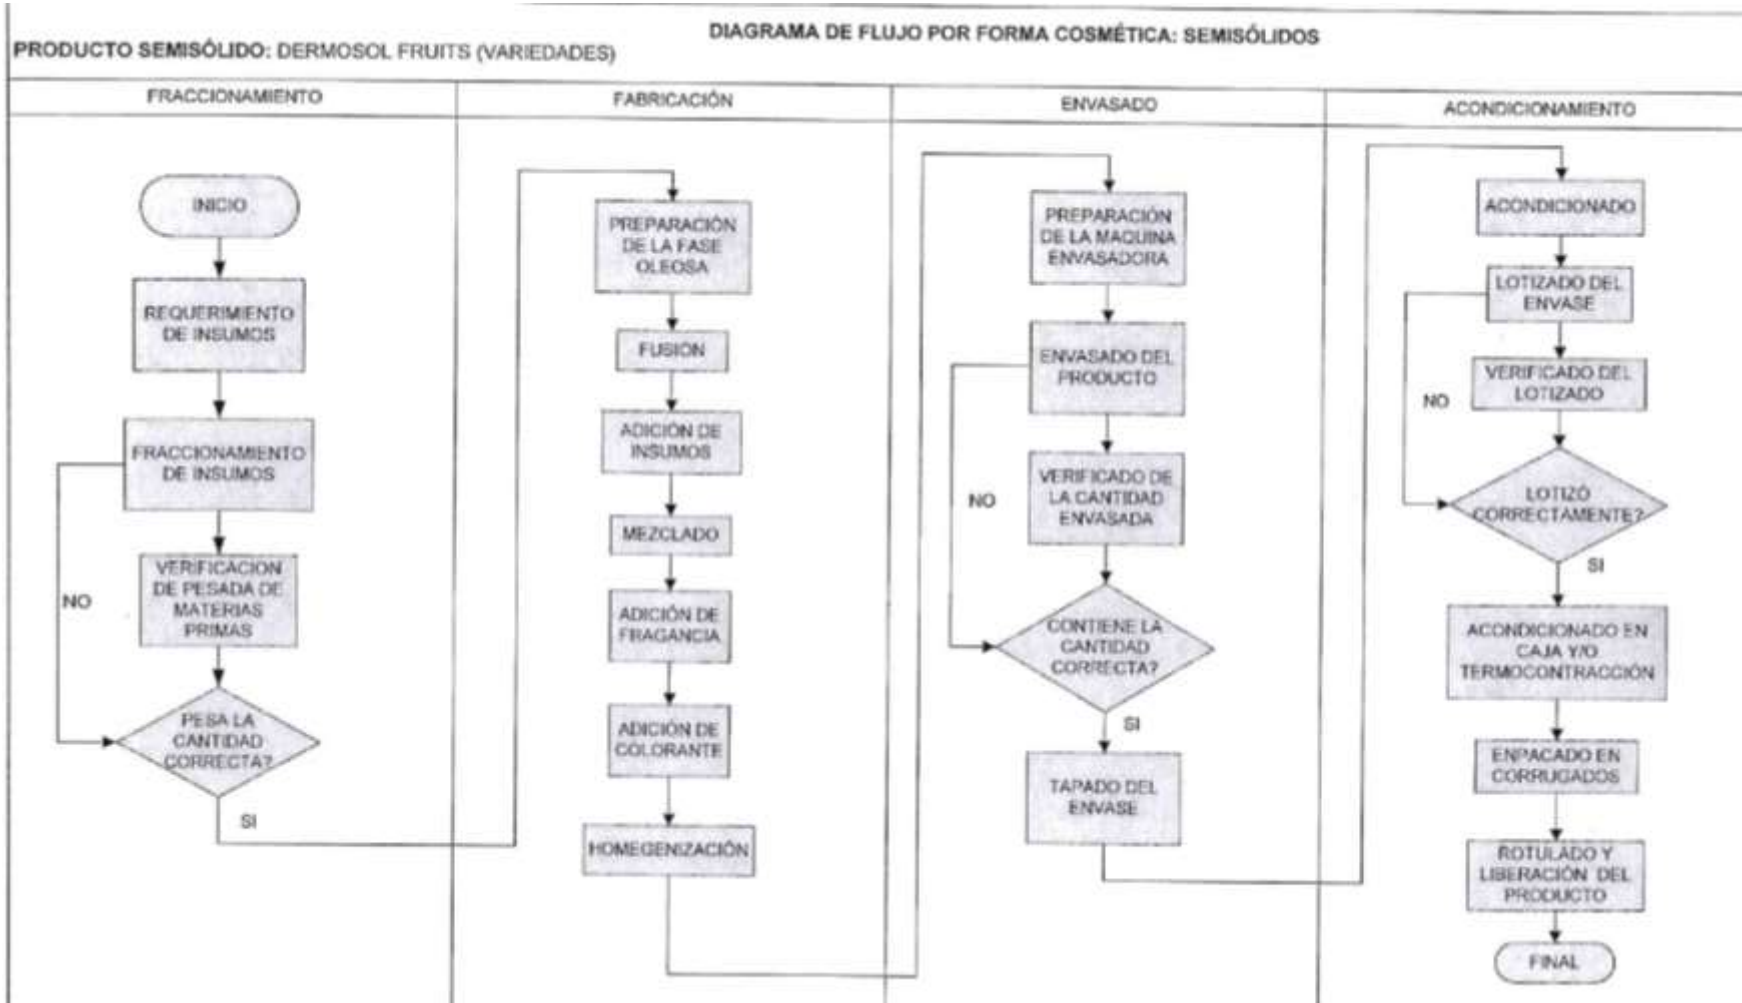 DIAGRAMA DE FLUJO POR FORMA COSMÉTICA: SEMISÓLIDOS
PRODUCTO SEMISÓLIDO: DERMOSOL FRUITS (VARIEDADES)
FRACCIONAMIENTO
INICIO
REQUERIMIENTO
DE INSUMOS
FRACCIONAMIENTO
DE INSUMOS
VERIFICACION
DE PESADA DE
MATERIAS
PRIMAS
NO
PESA LA
CANTIDAD
CORRECTA?
SI
FABRICACIÓN
PREPARACIÓN
DE LA FASE
OLEOSA
FUSIÓN
ADICIÓN DE
INSUMOS
MEZCLADO
ADICIÓN DE
FRAGANCIA
ADICIÓN DE
COLORANTE
HOMEGENIZACIÓN
ENVASADO
PREPARACIÓN
DE LA MAQUINA
ENVASADORA
ENVASADO DEL
PRODUCTO
VERIFICADO DE
LA CANTIDAD
ENVASADA
NO
CONTIENE LA
CANTIDAD
CORRECTA?
SI
TAPADO DEL
ENVASE
ACONDICIONAMIENTO
ACONDICIONADO
LOTIZADO DEL
ENVASE
VERIFICADO DEL
LOTIZADO
NO
LOTIZÓ
CORRECTAMENTE?
SI
ACONDICIONADO EN
CAJA Y/O
TERMOCONTRACCIÓN
ENPACADO EN
CORRUGADOS
ROTULADO Y
LIBERACIÓN DEL
PRODUCTO
FINAL